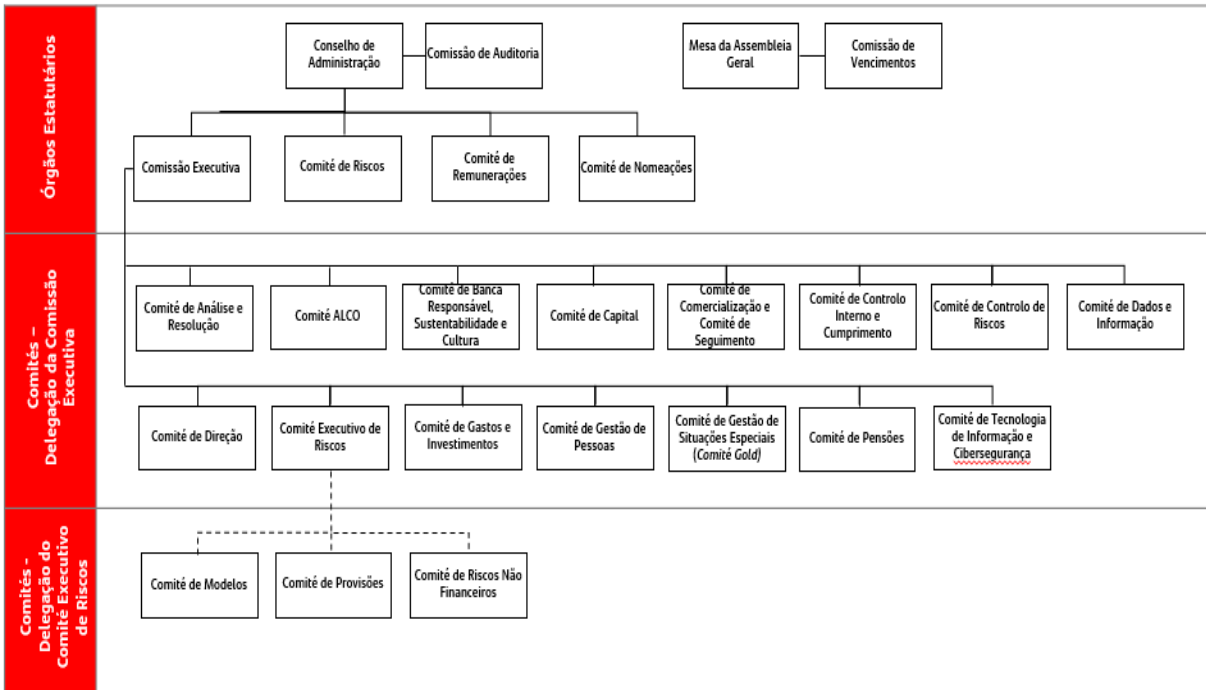 Órgãos Estatutários
Conselho de
Administração
Comissão de Auditoria
Mesa da Assembleia
Geral
Comissão de
Vencimentos
Comissão Executiva
Comité de Riscos
Comité de
Remunerações
Comité de Nomeações
Comités –
Delegação da Comissão
Executiva
Comité de Análise e
Resolução
Comité ALCO
Comité de Banca
Responsável,
Sustentabilidade e
Cultura
Comité de Capital
Comité de
Comercialização e
Comité de
Seguimento
Comité de Controlo
Interno e
Cumprimento
Comité de Controlo de
Riscos
Comité de Dados e
Informação
Comité de Direção
Comité Executivo de
Riscos
Comité de Gastos e
Investimentos
Comité de Gestão de
Pessoas
Comité de Gestão de
Situações Especiais
(Comité Gold)
Comité de Pensões
Comité de Tecnologia
de Informação e
Cibersegurança
Comités –
Delegação do
Comité Executivo
de Riscos
Comité de Modelos
Comité de Provisões
Comité de Riscos Não
Financeiros